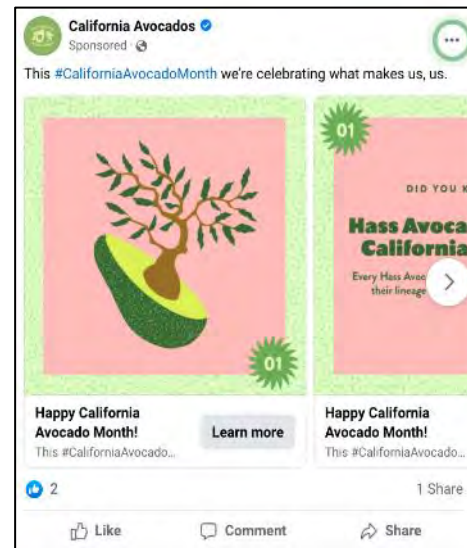 California Avocados
Sponsored ·
This #CaliforniaAvocadoMonth we're celebrating what makes us, us.
01
01
DID YOU K
Hass Avoca
California
Every Hass Avoc
their lineage
Happy California
Avocado Month!
This #CaliforniaAvocado...
Learn more
Happy California
Avocado Month!
This #CaliforniaAvocado...
2
1 Share
Like
Comment
Share